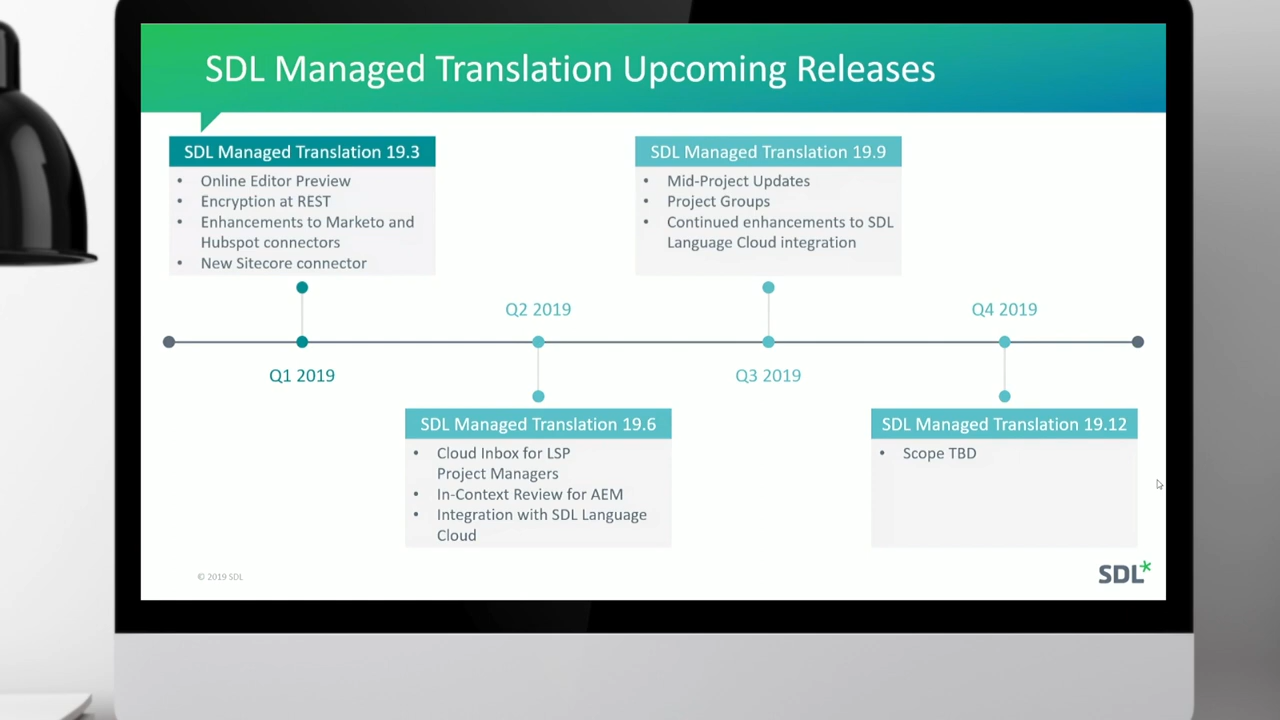 SDL Managed Translation Upcoming Releases
SDL Managed Translation 19.3
• Online Editor Preview
• Encryption at REST
• Enhancements to Marketo and
Hubspot connectors
• New Sitecore connector
SDL Managed Translation 19.9
• Mid-Project Updates
• Project Groups
• Continued enhancements to SDL
Language Cloud integration
Q2 2019
Q4 2019
Q1 2019
Q3 2019
SDL Managed Translation 19.6
• Cloud Inbox for LSP
Project Managers
• In-Context Review for AEM
• Integration with SDL Language
Cloud
SDL Managed Translation 19.12
• Scope TBD
© 2019 SDL
SDL*